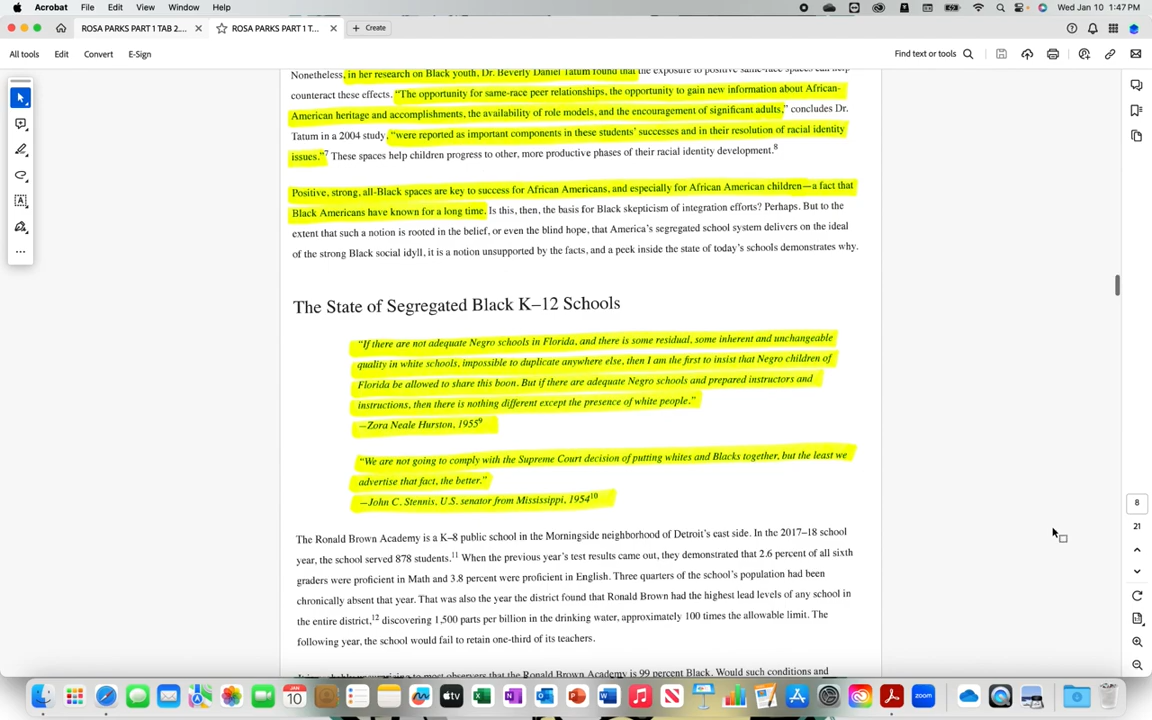 Acrobat File Edit View Window Help
Wed Jan 10 1:47 PM
ROSA PARKS PART 1 TAB 2....
ROSA PARKS PART 1 T...
Create
All tools Edit Convert E-Sign
Find text or tools
Nonetheless, in her research on Black youth, Dr. Beverly Daniel Tatum found that the exposure to positive same-race spaces can help
counteract these effects. “The opportunity for same-race peer relationships, the opportunity to gain new information about African-
American heritage and accomplishments, the availability of role models, and the encouragement of significant adults,” concludes Dr.
Tatum in a 2004 study, “were reported as important components in these students’ successes and in their resolution of racial identity
issues.”7 These spaces help children progress to other, more productive phases of their racial identity development.8
Positive, strong, all-Black spaces are key to success for African Americans, and especially for African American children—a fact that
Black Americans have known for a long time. Is this, then, the basis for Black skepticism of integration efforts? Perhaps. But to the
extent that such a notion is rooted in the belief, or even the blind hope, that America’s segregated school system delivers on the ideal
of the strong Black social idyll, it is a notion unsupported by the facts, and a peek inside the state of today’s schools demonstrates why.
The State of Segregated Black K–12 Schools
“If there are not adequate Negro schools in Florida, and there is some residual, some inherent and unchangeable
quality in white schools, impossible to duplicate anywhere else, then I am the first to insist that Negro children of
Florida be allowed to share this boon. But if there are adequate Negro schools and prepared instructors and
instructions, then there is nothing different except the presence of white people.”
—Zora Neale Hurston, 19559
“We are not going to comply with the Supreme Court decision of putting whites and Blacks together, but the least we
advertise that fact, the better.”
—John C. Stennis, U.S. senator from Mississippi, 195410
The Ronald Brown Academy is a K–8 public school in the Morningside neighborhood of Detroit’s east side. In the 2017–18 school
year, the school served 878 students.11 When the previous year’s test results came out, they demonstrated that 2.6 percent of all sixth
graders were proficient in Math and 3.8 percent were proficient in English. Three quarters of the school’s population had been
chronically absent that year. That was also the year the district found that Ronald Brown had the highest lead levels of any school in
the entire district,12 discovering 1,500 parts per billion in the drinking water, approximately 100 times the allowable limit. The
following year, the school would fail to retain one-third of its teachers.
most observers that the Ronald Brown Academy is 99 percent Black. Would such conditions and
8
21
JAN
10
tv
zoom